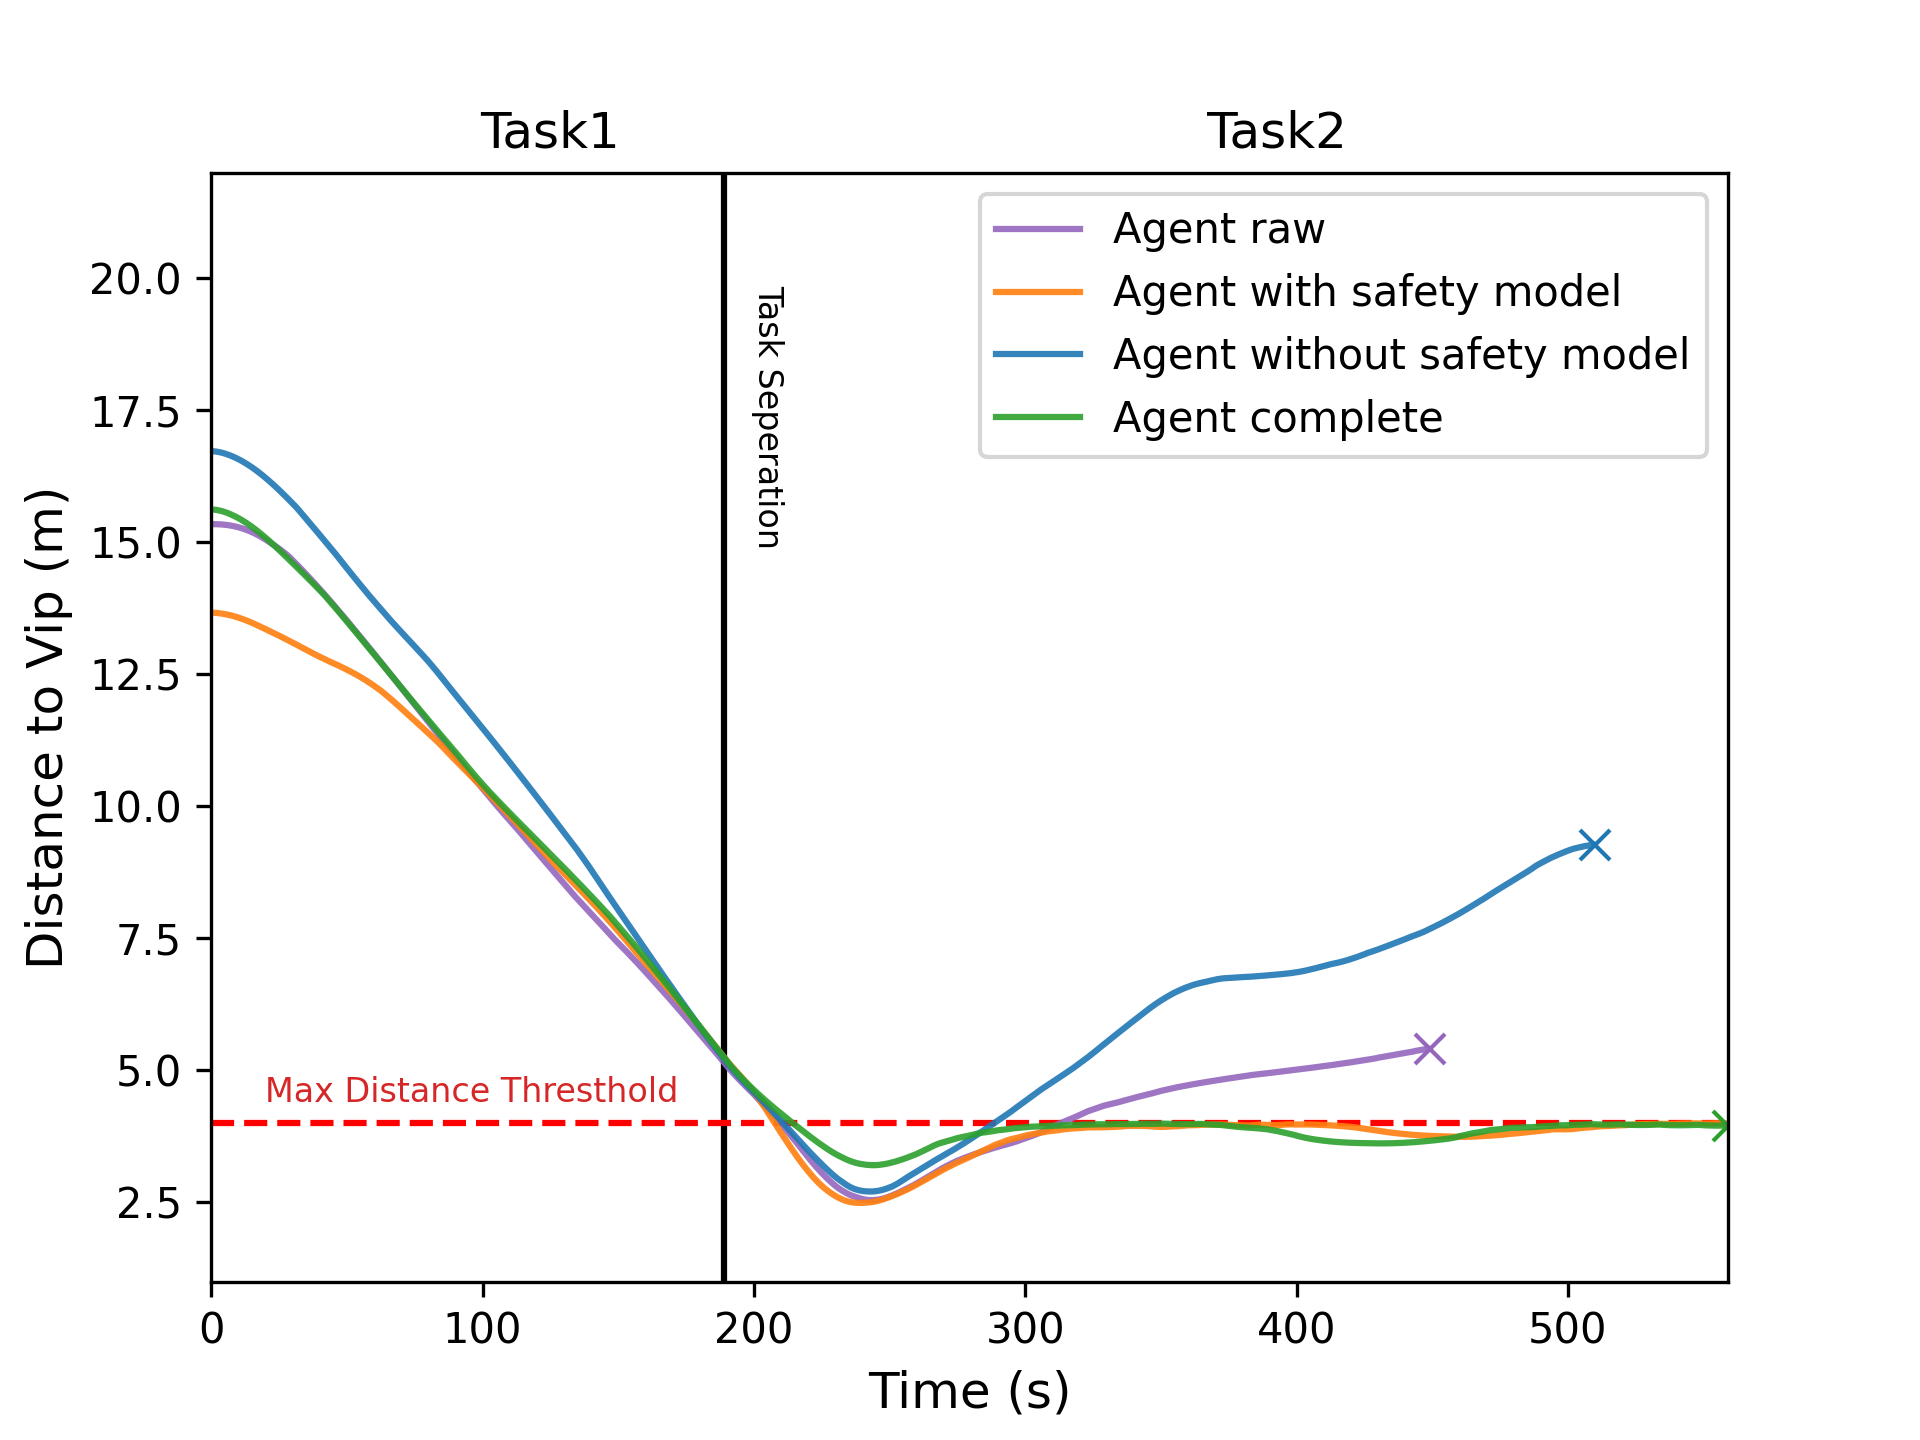 Task1
Task2
Agent raw
Agent with safety model
Agent without safety model
Agent complete
Task Seperation
Max Distance Thresthold
Distance to Vip (m)
20.0
17.5
15.0
12.5
10.0
7.5
5.0
2.5
0
100
200
300
400
500
Time (s)